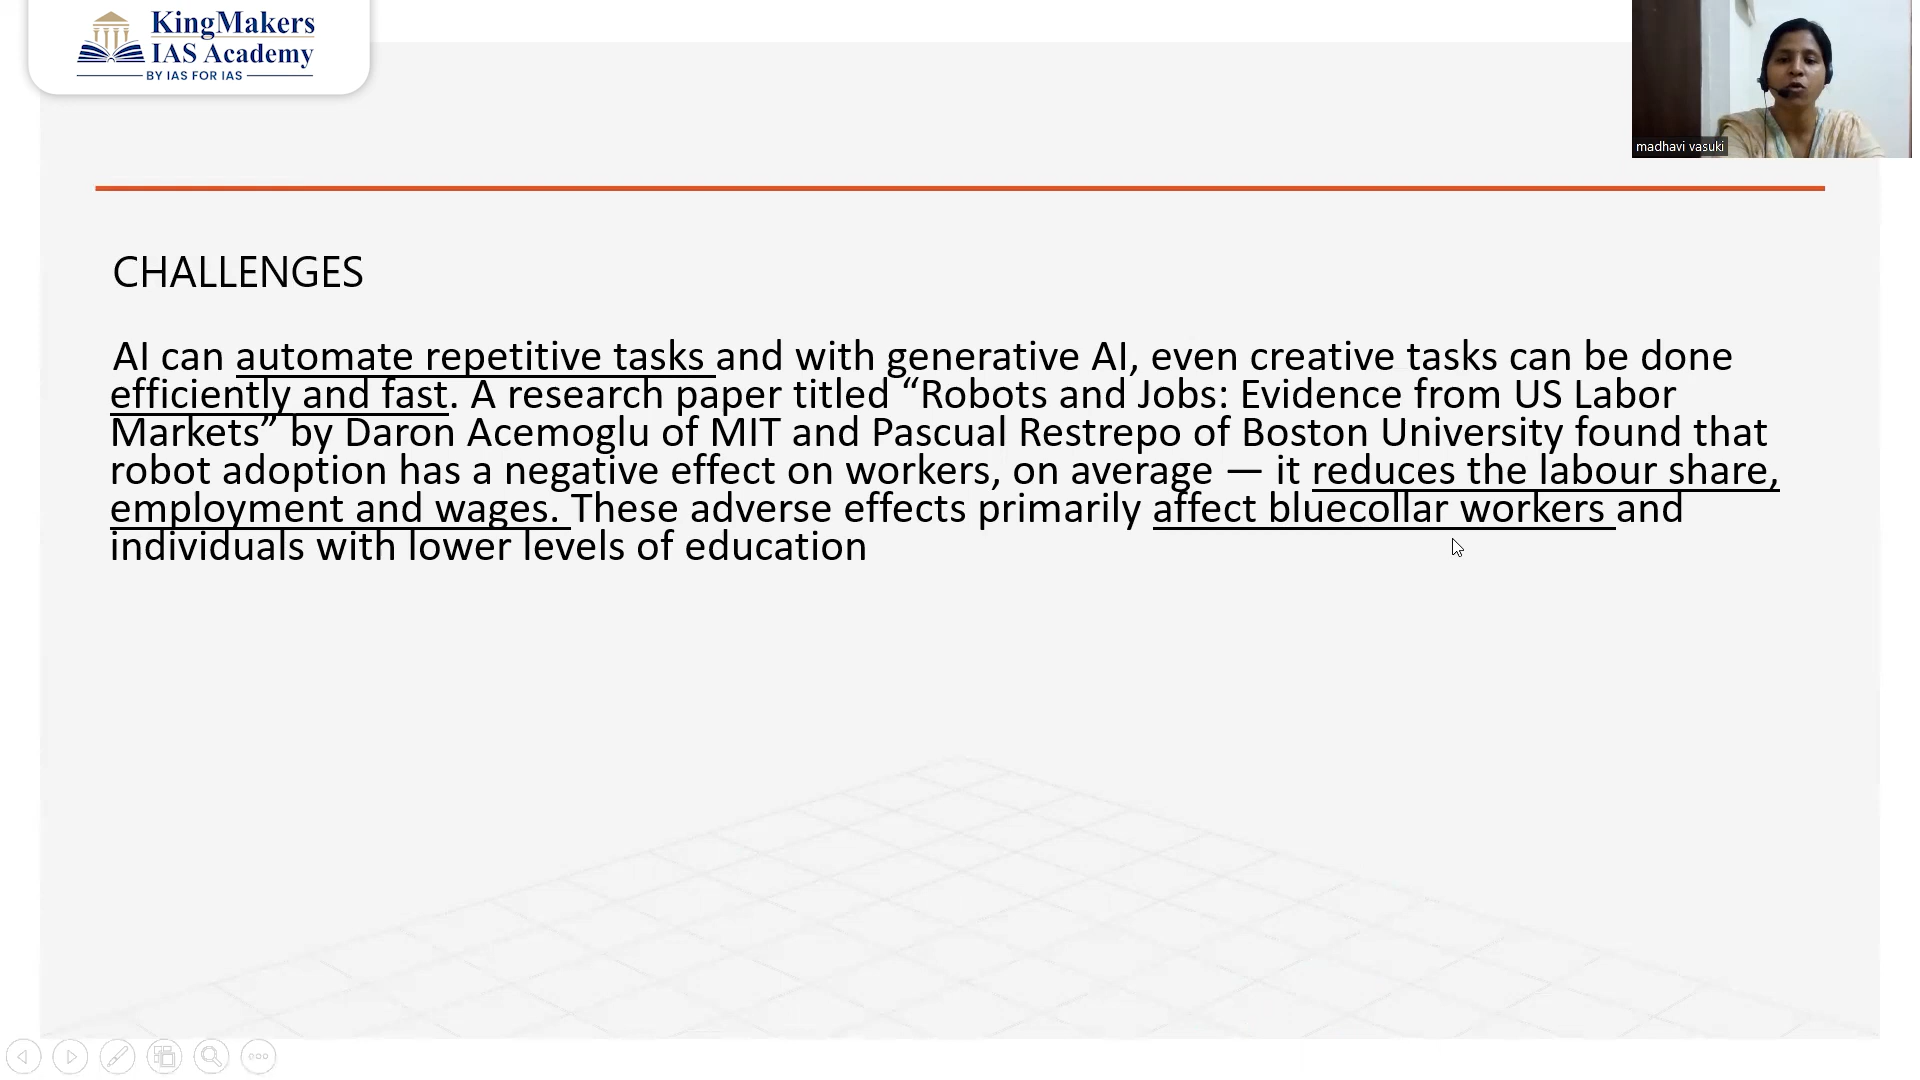 KingMakers
IAS Academy
BY IAS FOR IAS
madhavi vasuki
CHALLENGES
AI can automate repetitive tasks and with generative AI, even creative tasks can be done
efficiently and fast. A research paper titled “Robots and Jobs: Evidence from US Labor
Markets” by Daron Acemoglu of MIT and Pascual Restrepo of Boston University found that
robot adoption has a negative effect on workers, on average — it reduces the labour share,
employment and wages. These adverse effects primarily affect bluecollar workers and
individuals with lower levels of education